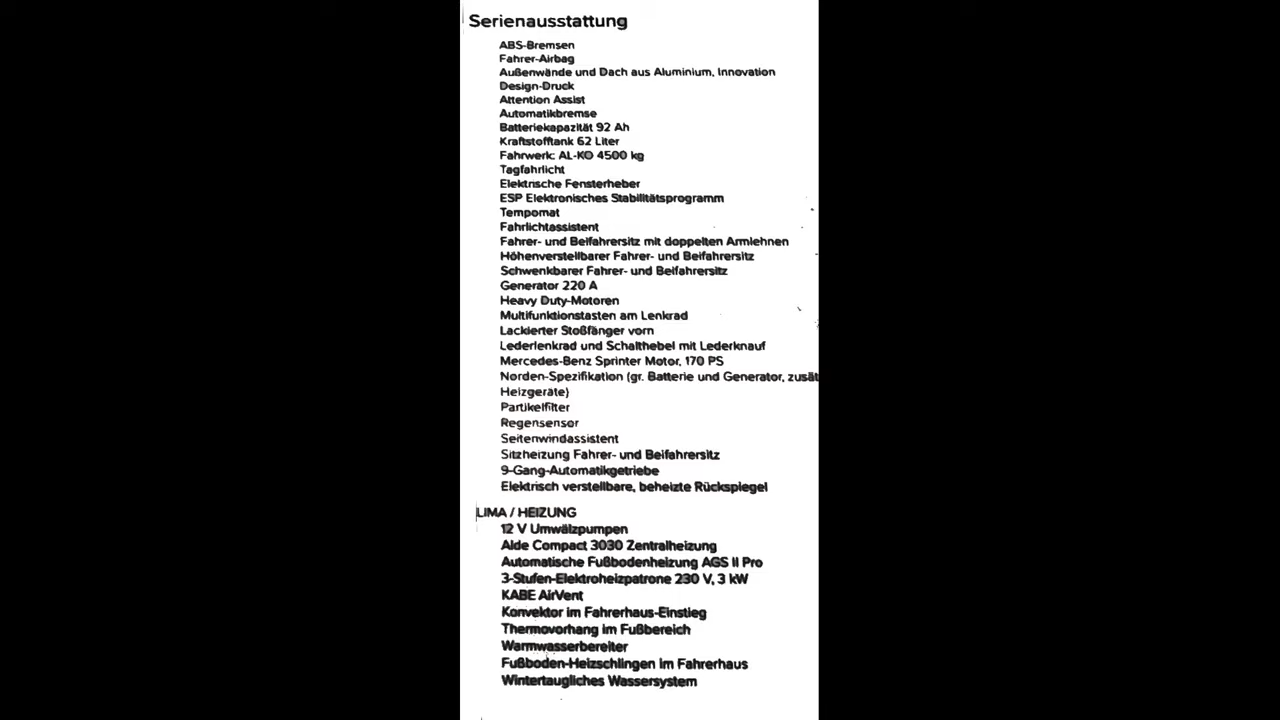 Serienausstattung
ABS-Bremsen
Fahrer-Airbag
Außenwände und Dach aus Aluminium, Innovation
Design-Druck
Attention Assist
Automatikbremse
Batteriekapazität 92 Ah
Kraftstofftank 62 Liter
Fahrwerk: AL-KO 4500 kg
Tagfahrlicht
Elektrische Fensterheber
ESP Elektronisches Stabilitätsprogramm
Tempomat
Fahrlichtassistent
Fahrer- und Beifahrersitz mit doppelten Armlehnen
Höhenverstellbarer Fahrer- und Beifahrersitz
Schwenkbarer Fahrer- und Beifahrersitz
Generator 220 A
Heavy Duty-Motoren
Multifunktionstasten am Lenkrad
Lackierter Stoßfänger vorn
Lederlenkrad und Schalthebel mit Lederknauf
Mercedes-Benz Sprinter Motor, 170 PS
Norden-Spezifikation (gr. Batterie und Generator, zusät
Heizgeräte)
Partikelfilter
Regensensor
Seitenwindassistent
Sitzheizung Fahrer- und Beifahrersitz
9-Gang-Automatikgetriebe
Elektrisch verstellbare, beheizte Rückspiegel
LIMA / HEIZUNG
12 V Umwälzpumpen
Alde Compact 3030 Zentralheizung
Automatische Fußbodenheizung AGS II Pro
3-Stufen-Elektroheizpatrone 230 V, 3 kW
KABE AirVent
Konvektor im Fahrerhaus-Einstieg
Thermovorhang im Fußbereich
Warmwasserbereiter
Fußboden-Heizschlingen im Fahrerhaus
Wintertaugliches Wassersystem